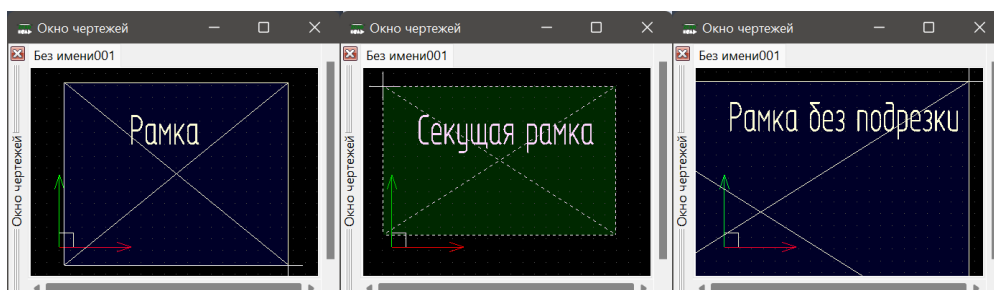 Окно чертежей
Без имени001
Окно чертежей
Рамка
Окно чертежей
Без имени001
Окно чертежей
Секущая рамка
Окно чертежей
Без имени001
Окно чертежей
Рамка без подрезки